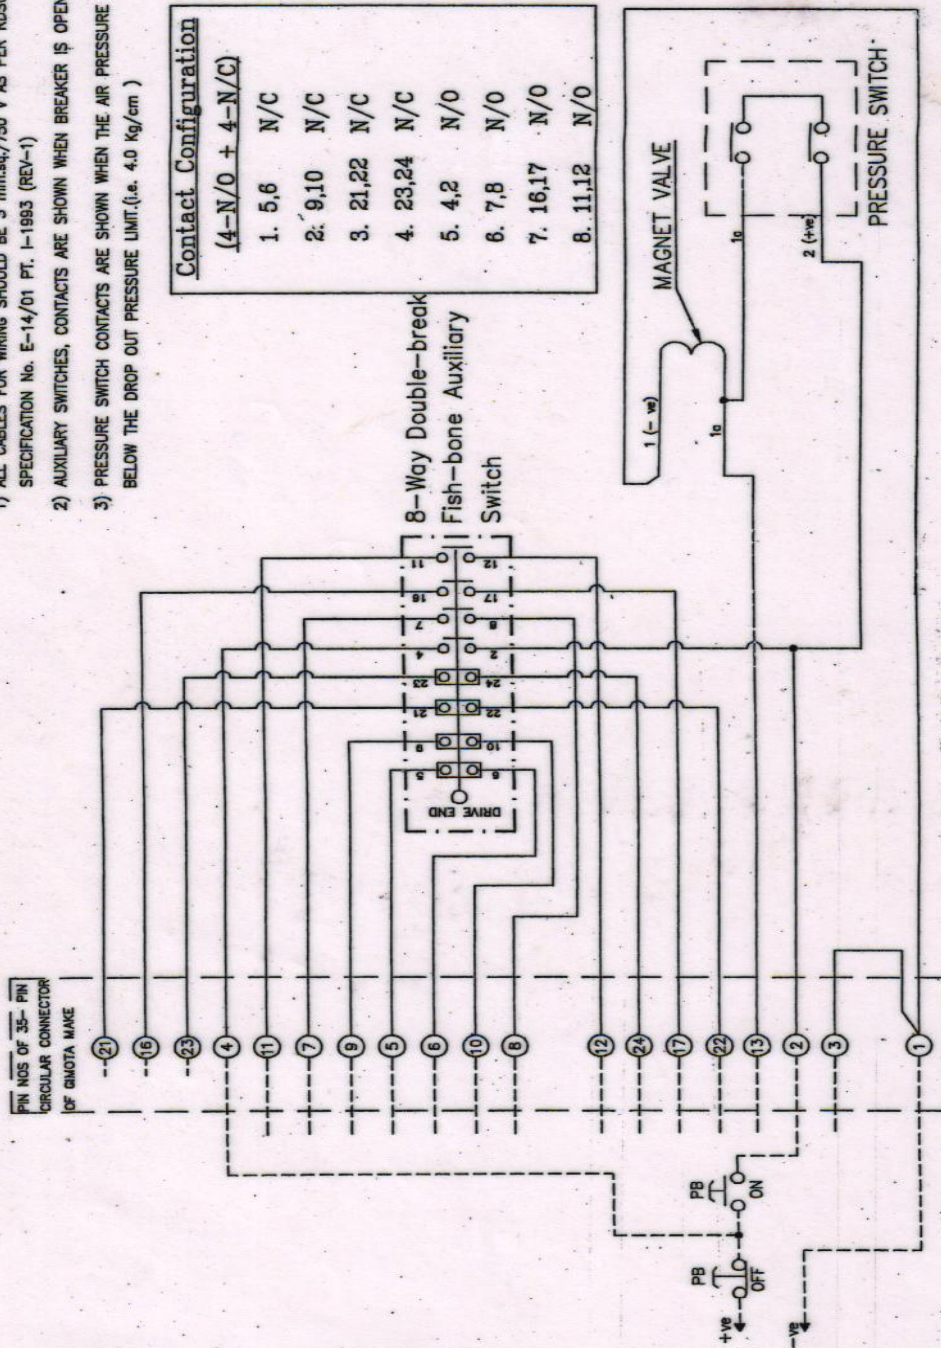 SPECIFICATION No. E-14/01 PT. I-1993 (REV-1)
2) AUXILIARY SWITCHES, CONTACTS ARE SHOWN WHEN BREAKER IS OPEN
3) PRESSURE SWITCH CONTACTS ARE SHOWN WHEN THE AIR PRESSURE
BELOW THE DROP OUT PRESSURE LIMIT.(i.e. 4.0 Kg/cm )
Contact Configuration
(4-N/O + 4-N/C)
1. 5,6 N/C
2. 9,10 N/C
3. 21,22 N/C
4. 23,24 N/C
5. 4,2 N/O
6. 7,8 N/O
7. 16,17 N/O
8. 11,12 N/O
8-Way Double-break
Fish-bone Auxiliary
Switch
DRIVE END
5 9 21 23 4 7 16 11
6 10 22 24 2 8 17 12
MAGNET VALVE
1 (- ve)
1a
1a
2 (+ve)
PRESSURE SWITCH
PIN NOS OF 35- PIN
CIRCULAR CONNECTOR
OF GIMOTA MAKE
21
16
23
4
11
7
9
5
6
10
8
12
24
17
22
13
2
3
1
PB
ON
PB
OFF
+ve
-ve